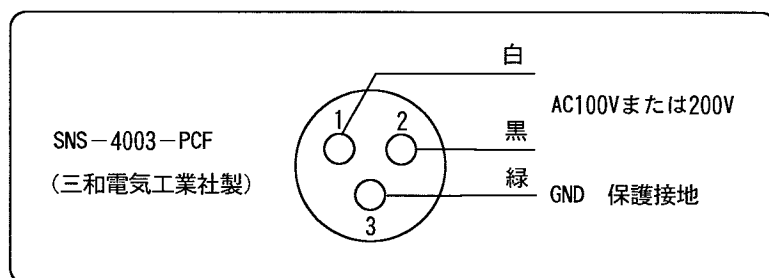 白
AC100Vまたは200V
1
2
SNS－4003－PCF
黒
(三和電気工業社製)
緑
GND 保護接地
3